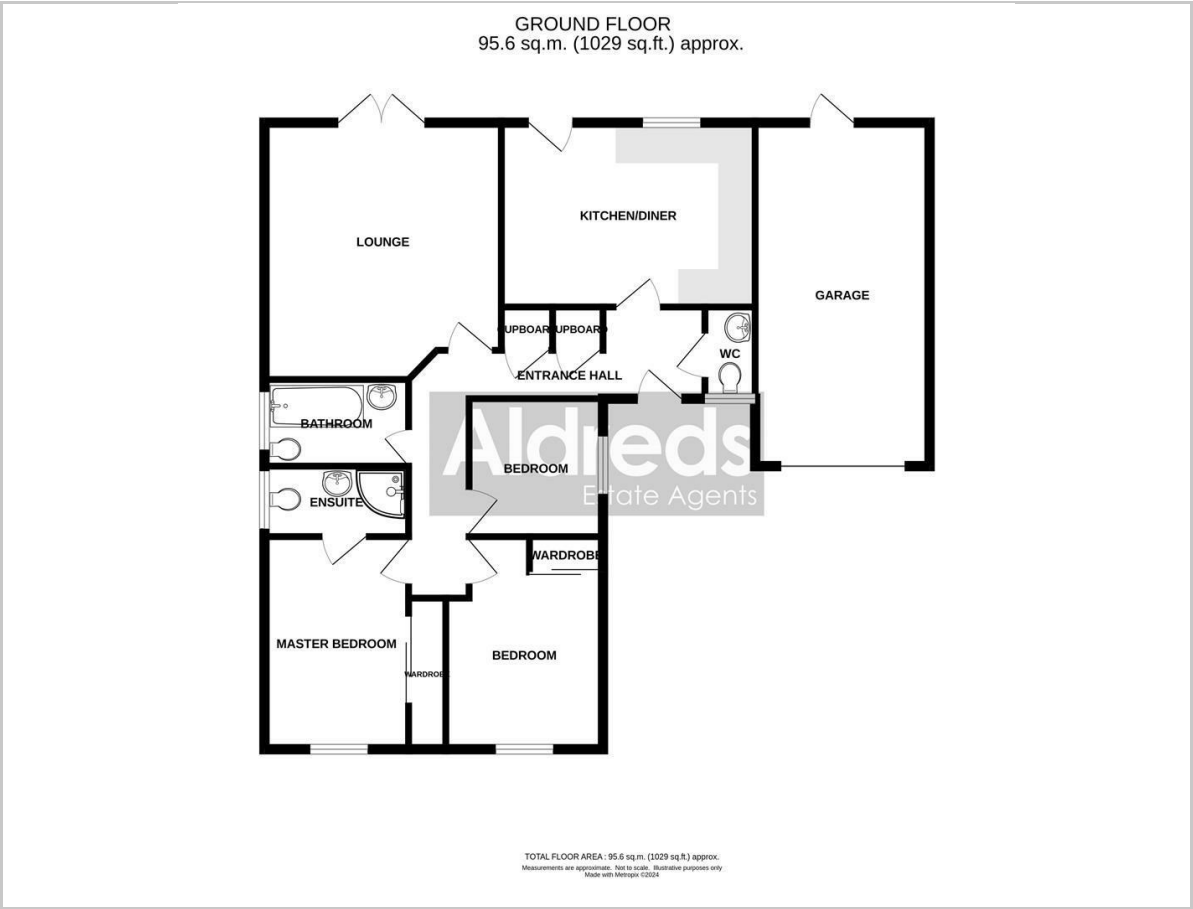 GROUND FLOOR
95.6 sq.m. (1029 sq.ft.) approx.
KITCHEN/DINER
LOUNGE
GARAGE
CUPBOARD CUPBOARD
WC
ENTRANCE HALL
BATHROOM
Aldreds
BEDROOM
Estate Agents
ENSUITE
WARDROBE
MASTER BEDROOM
BEDROOM
WARDROBE
TOTAL FLOOR AREA : 95.6 sq.m. (1029 sq.ft.) approx.
Measurements are approximate. Not to scale. Illustrative purposes only
Made with Metropix ©2024